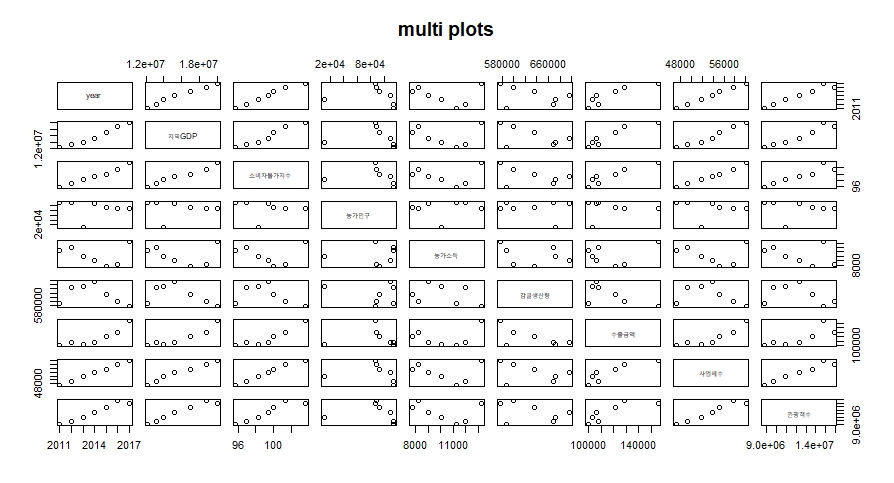 multi plots
1.2e+07 1.8e+07 2e+04 8e+04 580000 660000 48000 56000
year 2011
1.2e+07 지역GDP
소비자물가지수 96
2e+04 농가인구
농가소득 8000
580000 감귤생산량
수출금액 100000
48000 사업체수
관광객수 9.0e+06
2011 2014 2017 96 100 8000 11000 100000 140000 9.0e+06 1.4e+07